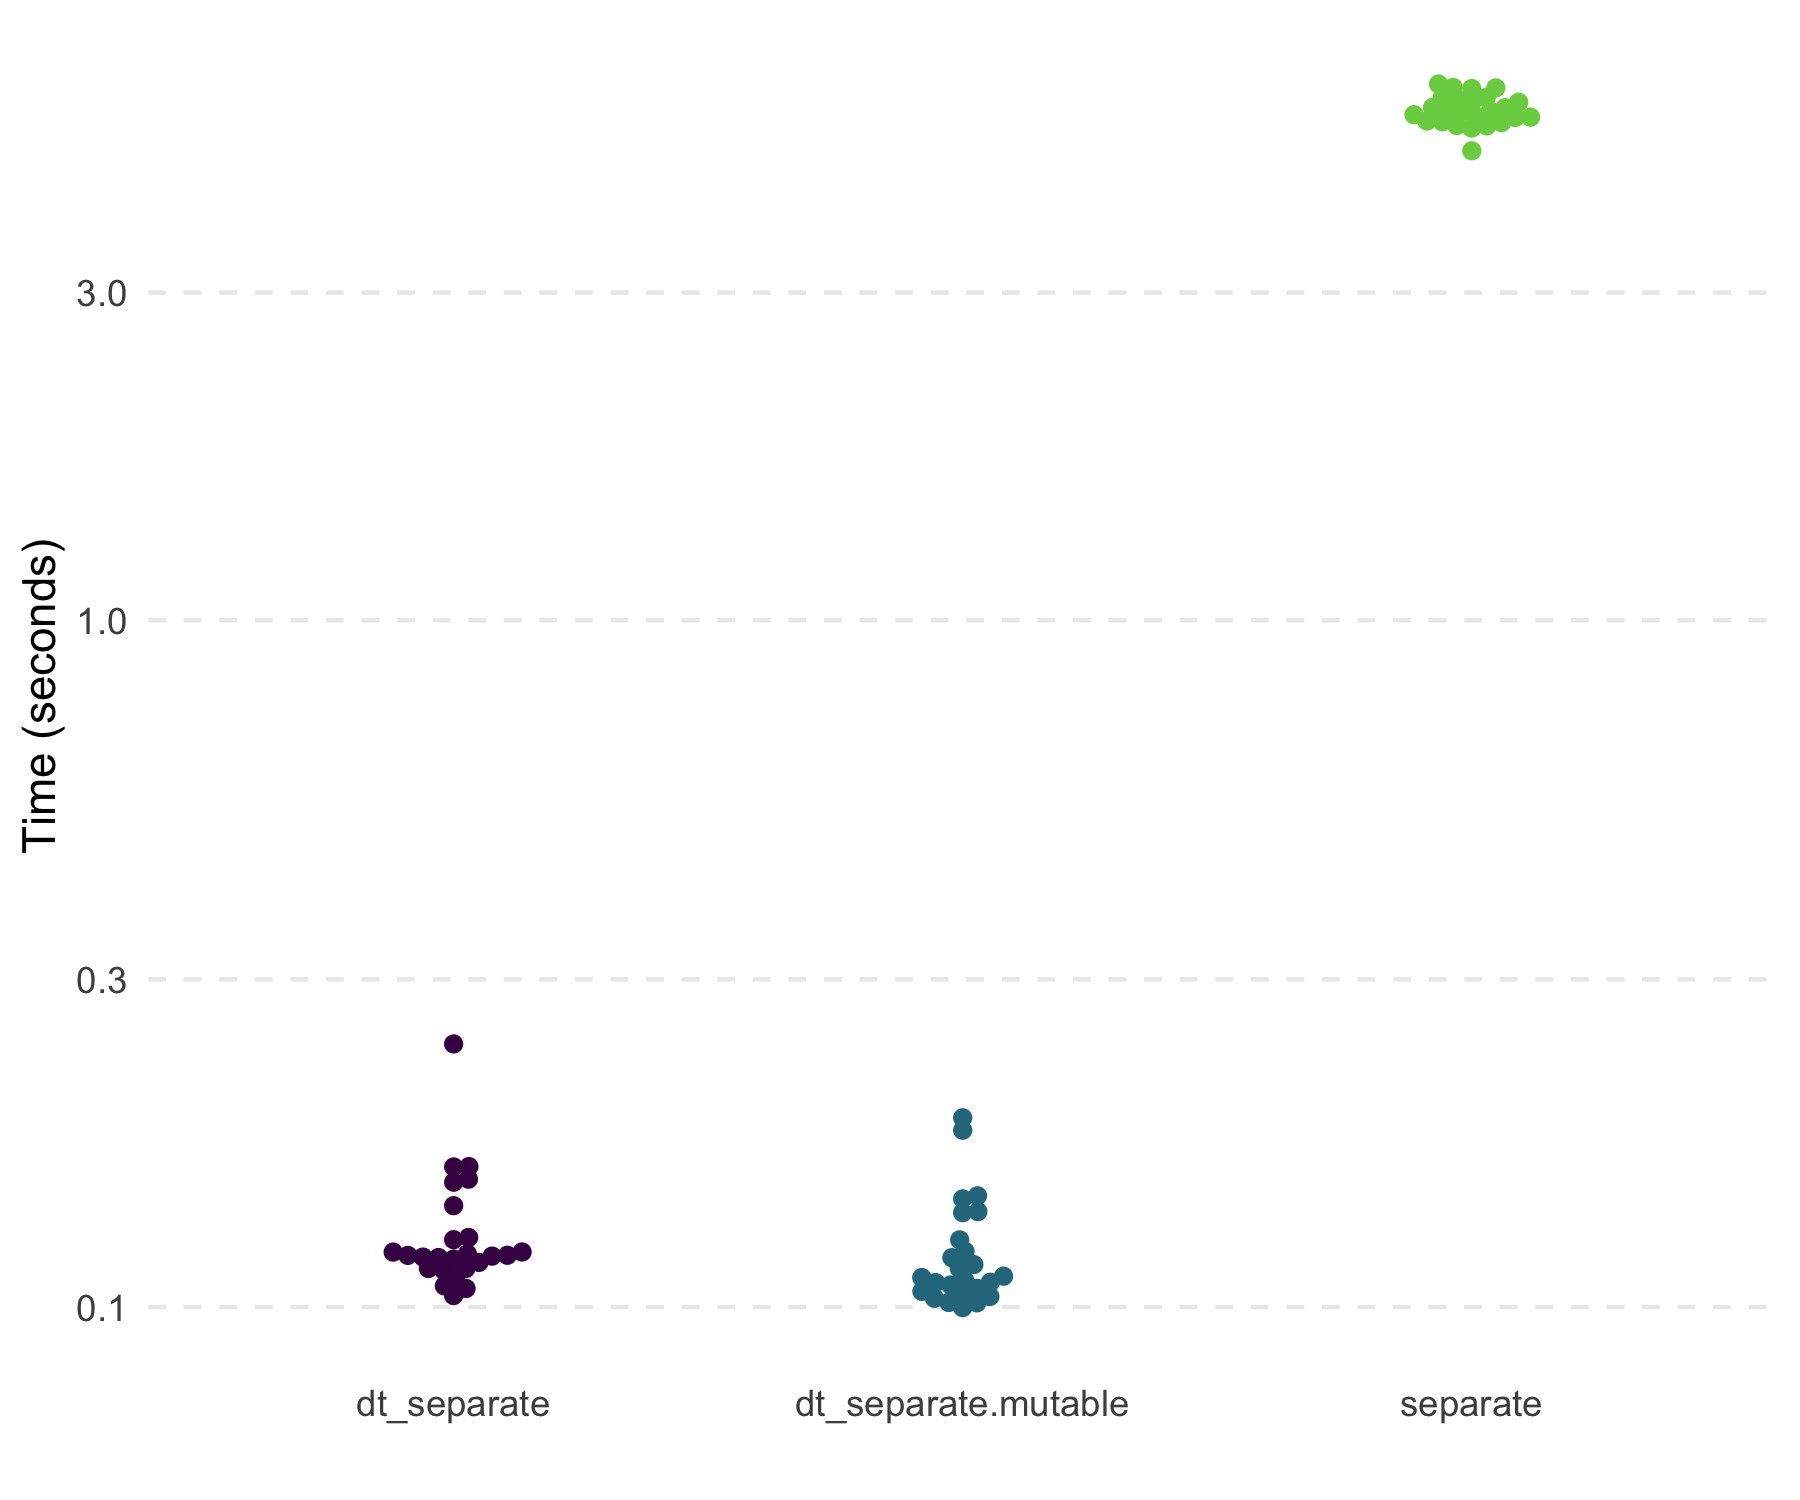 Time (seconds)
3.0
1.0
0.3
0.1
dt_separate
dt_separate.mutable
separate